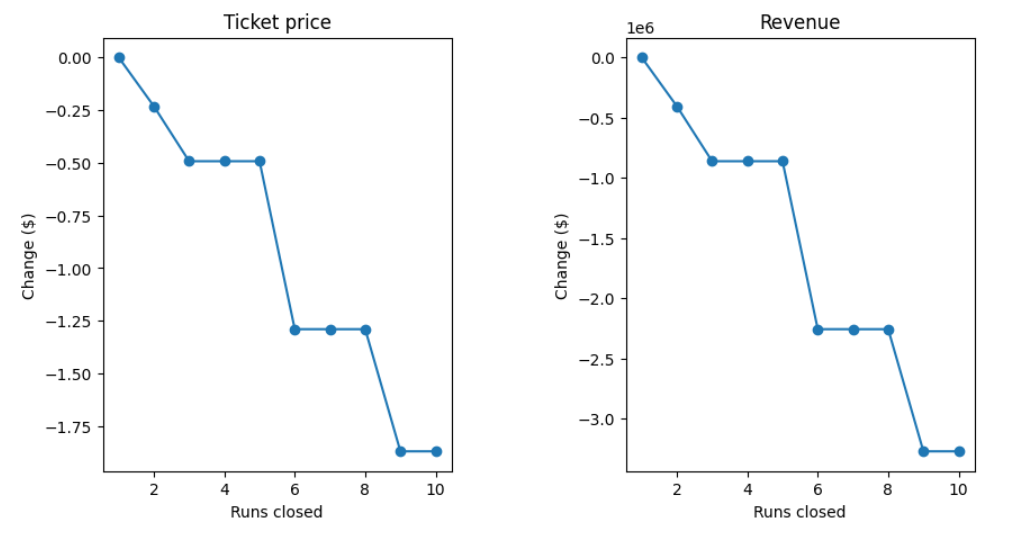 Ticket price
Change ($)
0.00
−0.25
−0.50
−0.75
−1.00
−1.25
−1.50
−1.75
2 4 6 8 10
Runs closed
Revenue
1e6
Change ($)
0.0
−0.5
−1.0
−1.5
−2.0
−2.5
−3.0
2 4 6 8 10
Runs closed